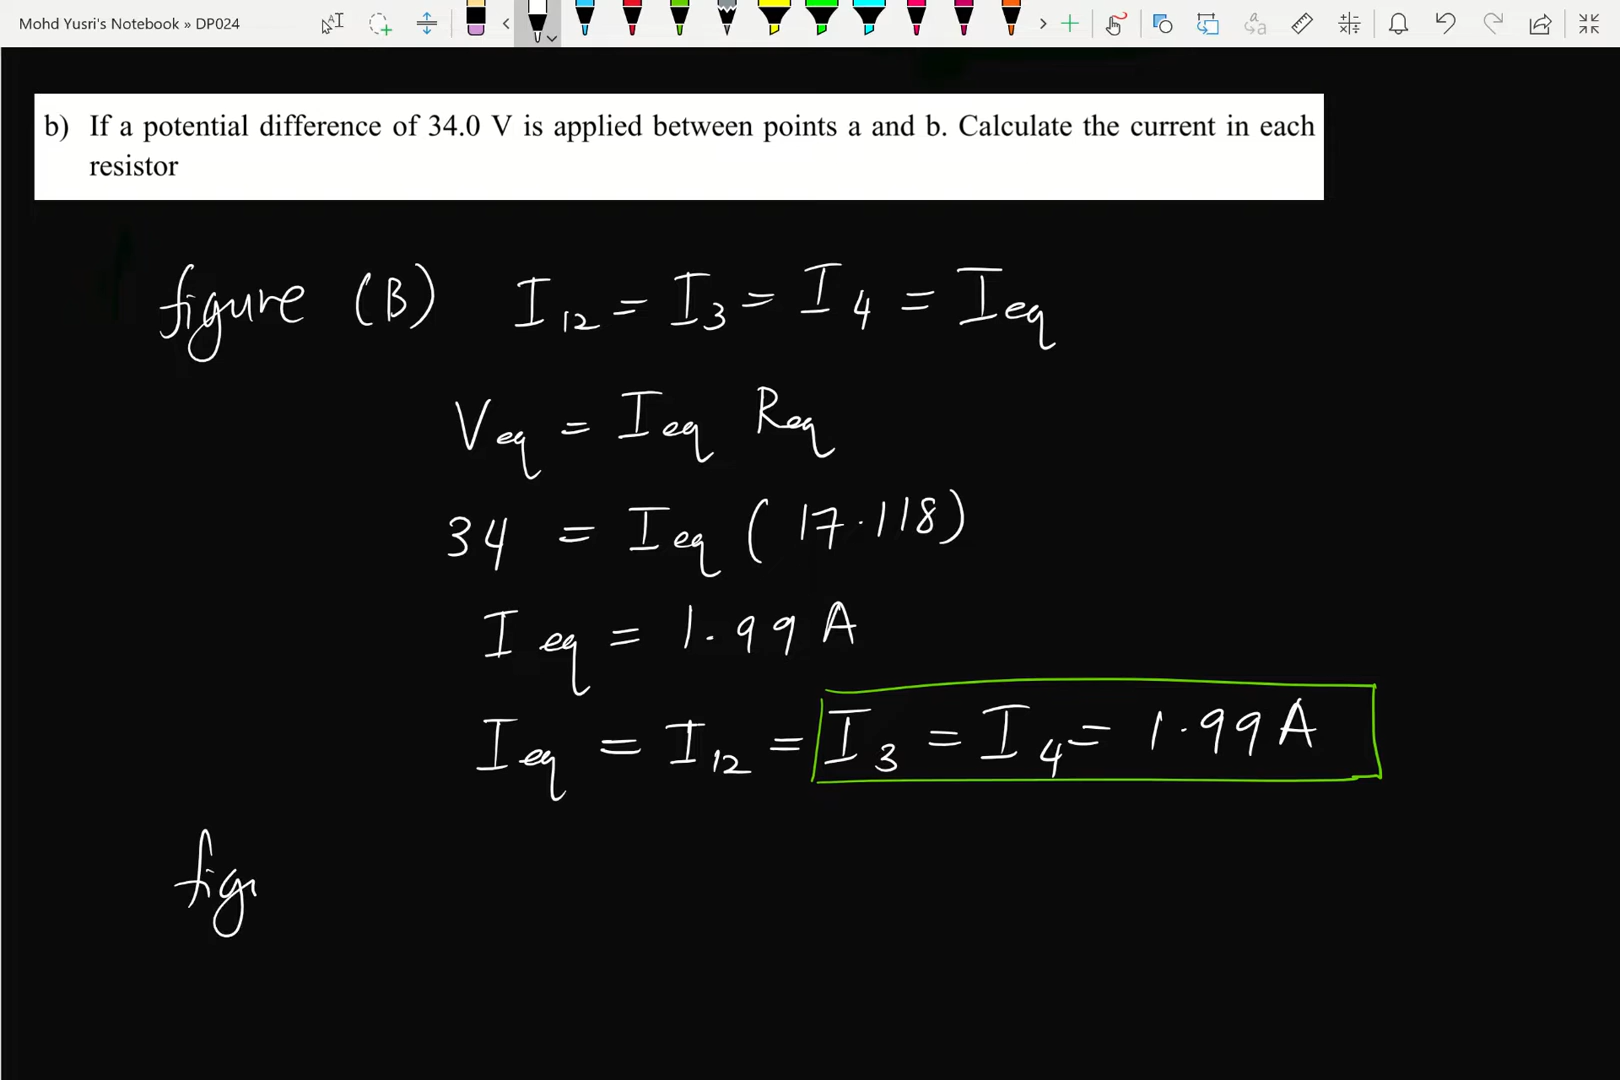 Mohd Yusri's Notebook » DP024
b) If a potential difference of 34.0 V is applied between points a and b. Calculate the current in each
resistor
figure (B) I₁₂ = I₃ = I₄ = Ieq
Veq = Ieq Req
34 = Ieq (17.118)
Ieq = 1.99 A
Ieq = I₁₂ = I₃ = I₄ = 1.99 A
figu